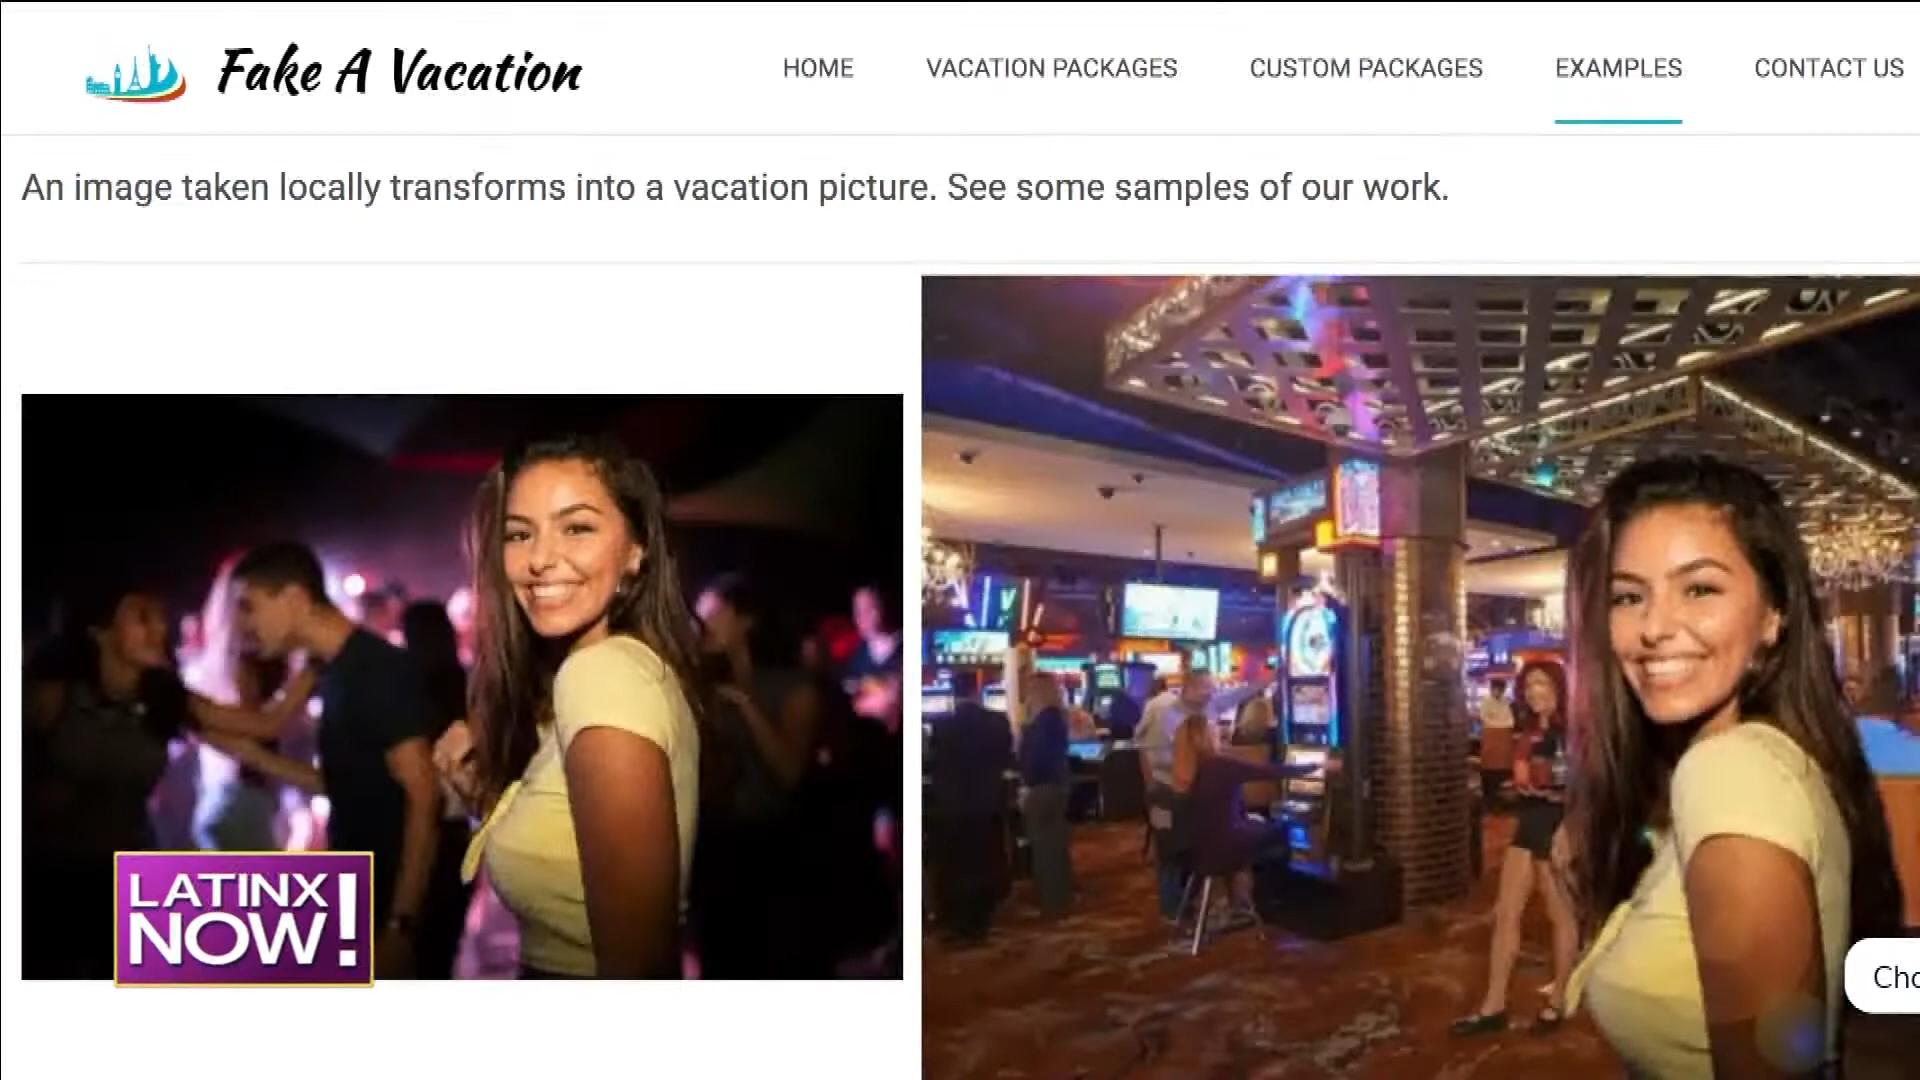 Fake A Vacation
HOME
VACATION PACKAGES
CUSTOM PACKAGES
EXAMPLES
CONTACT US
An image taken locally transforms into a vacation picture. See some samples of our work.
LATINX
NOW!